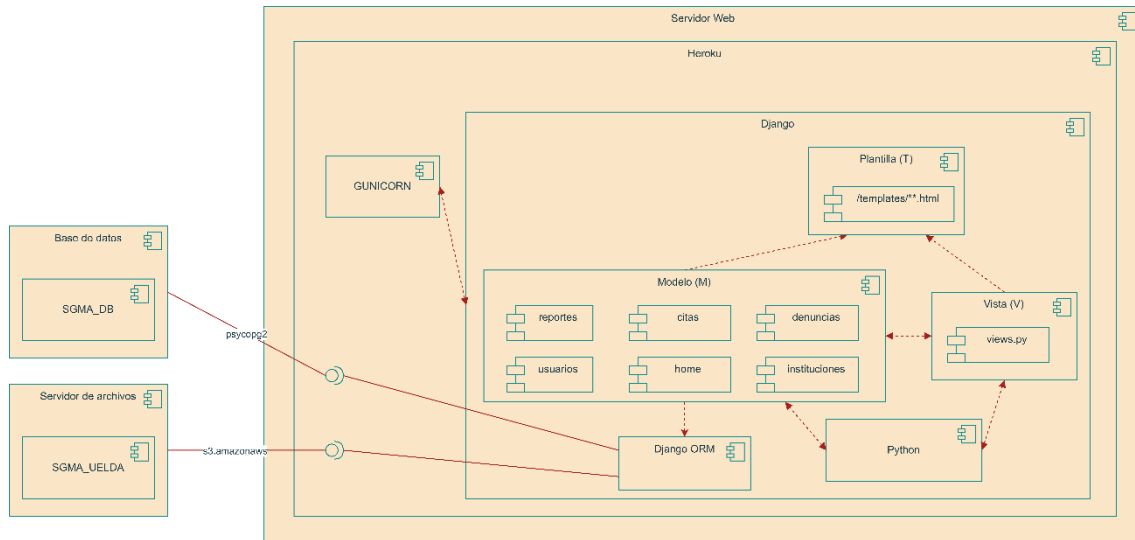 Servidor Web
Heroku
Django
Plantilla (T)
/templates/**.html
GUNICORN
Base do datos
SGMA_DB
psycopg2
Modelo (M)
reportes
citas
denuncias
usuarios
home
instituciones
Vista (V)
views.py
Servidor de archivos
SGMA_UELDA
s3.amazonaws
Django ORM
Python